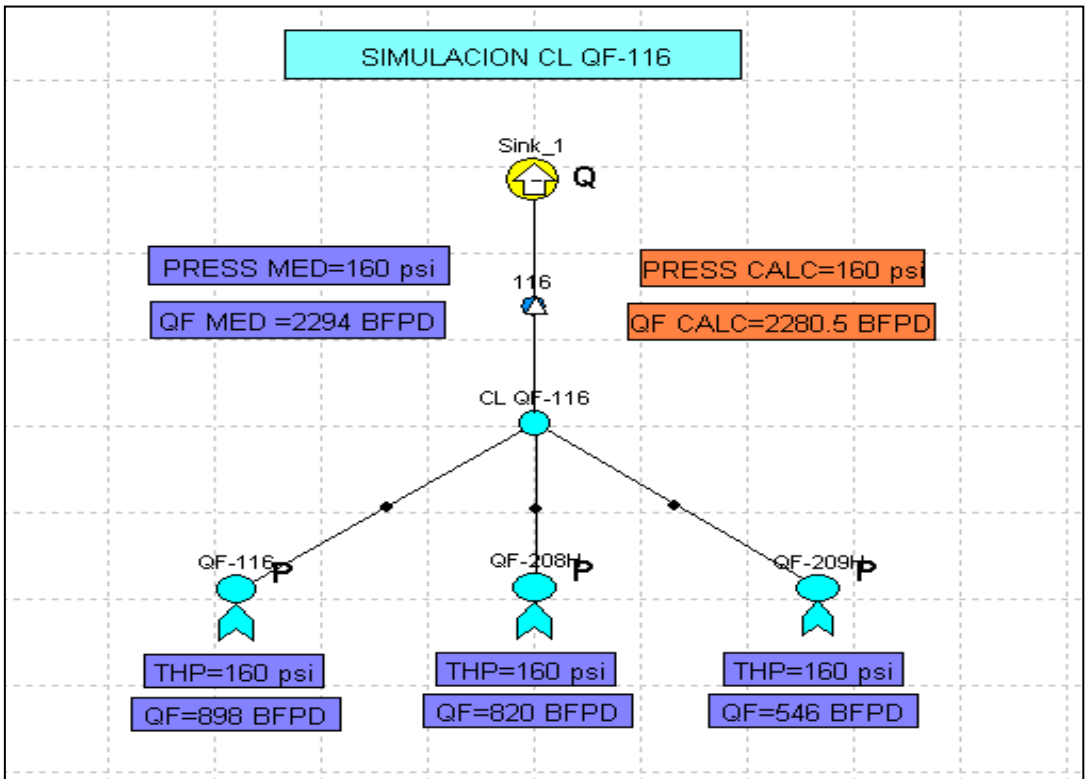 SIMULACION CL QF-116
Sink_1
Q
PRESS MED=160 psi
PRESS CALC=160 psi
116
QF MED =2294 BFPD
QF CALC=2280.5 BFPD
CL QF-116
QF-116
P
QF-208H
P
QF-209H
P
THP=160 psi
THP=160 psi
THP=160 psi
QF=898 BFPD
QF=820 BFPD
QF=546 BFPD